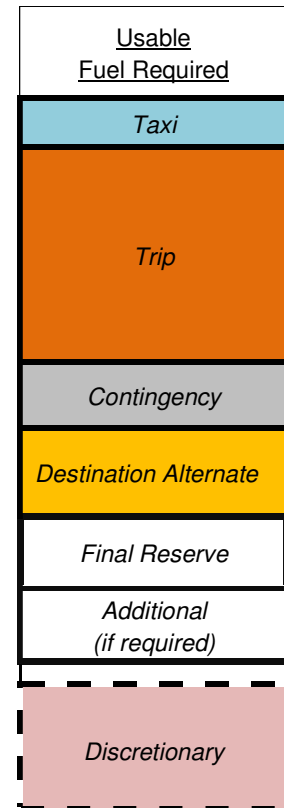 Usable
Fuel Required
Taxi
Trip
Contingency
Destination Alternate
Final Reserve
Additional
(if required)
Discretionary